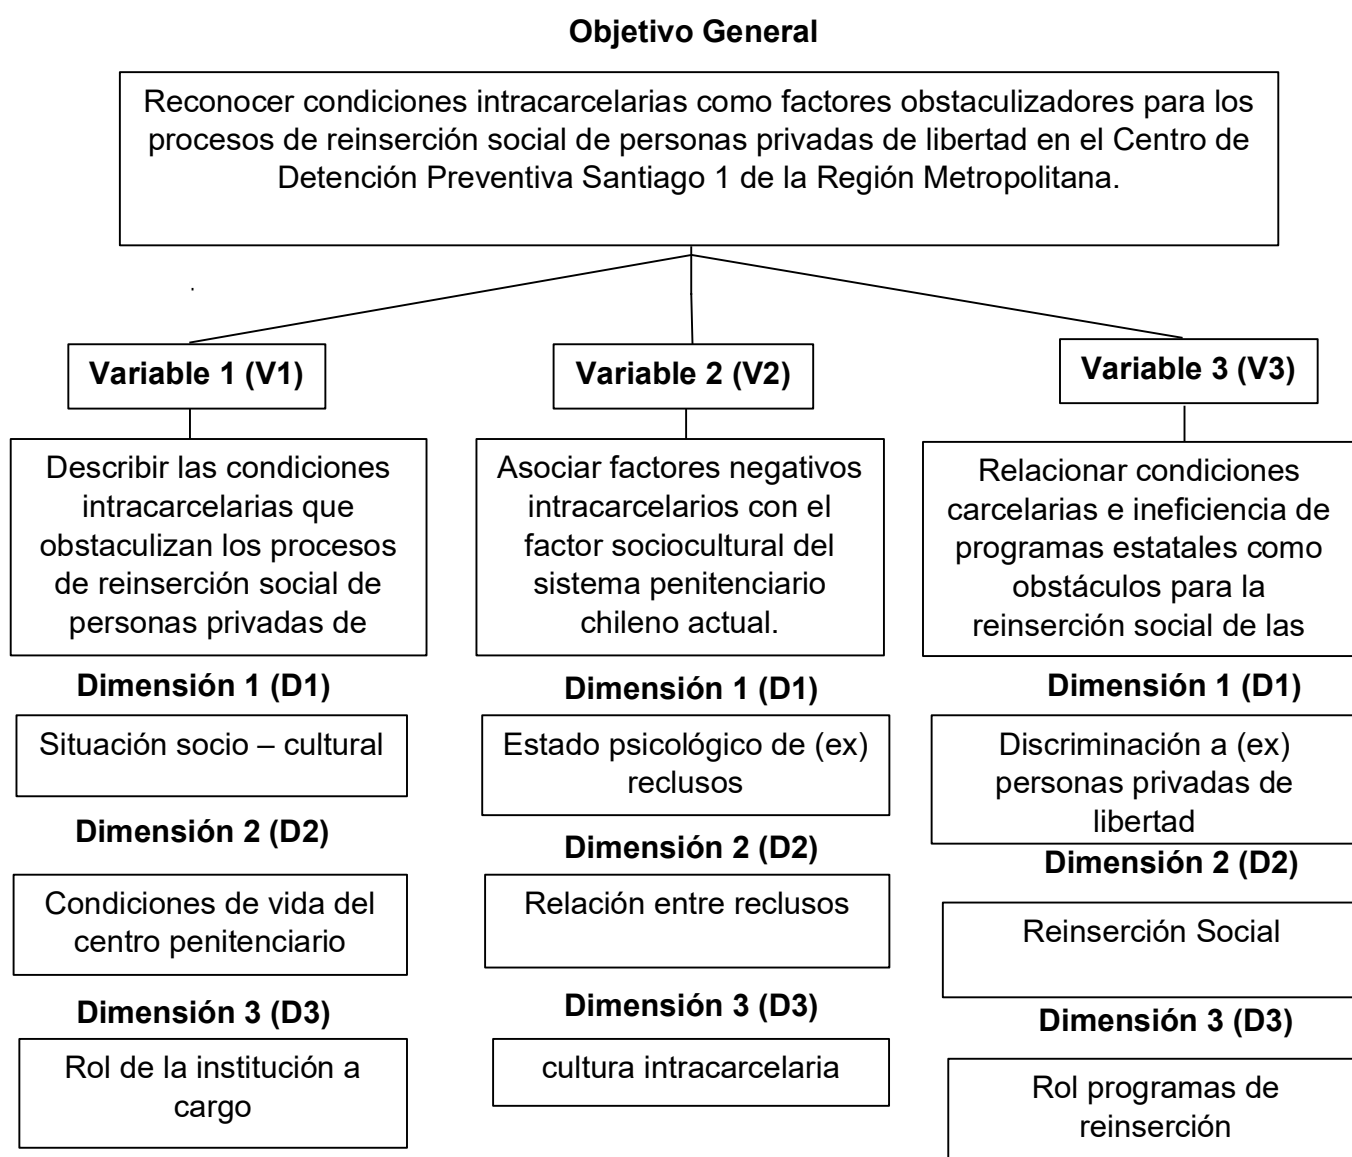 Objetivo General
Reconocer condiciones intracarcelarias como factores obstaculizadores para los
procesos de reinserción social de personas privadas de libertad en el Centro de
Detención Preventiva Santiago 1 de la Región Metropolitana.
.
Variable 1 (V1)
Describir las condiciones
intracarcelarias que
obstaculizan los procesos
de reinserción social de
personas privadas de
Dimensión 1 (D1)
Situación socio – cultural
Dimensión 2 (D2)
Condiciones de vida del
centro penitenciario
Dimensión 3 (D3)
Rol de la institución a
cargo
Variable 2 (V2)
Asociar factores negativos
intracarcelarios con el
factor sociocultural del
sistema penitenciario
chileno actual.
Dimensión 1 (D1)
Estado psicológico de (ex)
reclusos
Dimensión 2 (D2)
Relación entre reclusos
Dimensión 3 (D3)
cultura intracarcelaria
Variable 3 (V3)
Relacionar condiciones
carcelarias e ineficiencia de
programas estatales como
obstáculos para la
reinserción social de las
Dimensión 1 (D1)
Discriminación a (ex)
personas privadas de
libertad
Dimensión 2 (D2)
Reinserción Social
Dimensión 3 (D3)
Rol programas de
reinserción